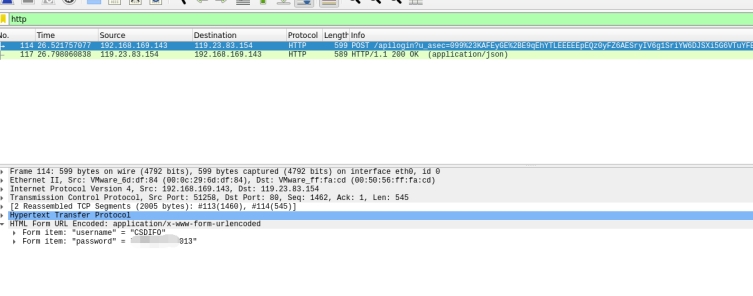 http
No. Time Source Destination Protocol Length Info
114 26.521757077 192.168.169.143 119.23.83.154 HTTP 599 POST /apilogin?u_asec=099%23KAFEyGE%2BE9qEhYTLEEEEEpEQz0yFZ6AESryIV6g1SriYW6DJSXi5G6VTuYFE
117 26.798060838 119.23.83.154 192.168.169.143 HTTP 589 HTTP/1.1 200 OK (application/json)
Frame 114: 599 bytes on wire (4792 bits), 599 bytes captured (4792 bits) on interface eth0, id 0
Ethernet II, Src: VMware_6d:df:84 (00:0c:29:6d:df:84), Dst: VMware_ff:fa:cd (00:50:56:ff:fa:cd)
Internet Protocol Version 4, Src: 192.168.169.143, Dst: 119.23.83.154
Transmission Control Protocol, Src Port: 51258, Dst Port: 80, Seq: 1462, Ack: 1, Len: 545
[2 Reassembled TCP Segments (2005 bytes): #113(1460), #114(545)]
Hypertext Transfer Protocol
HTML Form URL Encoded: application/x-www-form-urlencoded
Form item: "username" = "CSDIFO"
Form item: "password" = " 013"